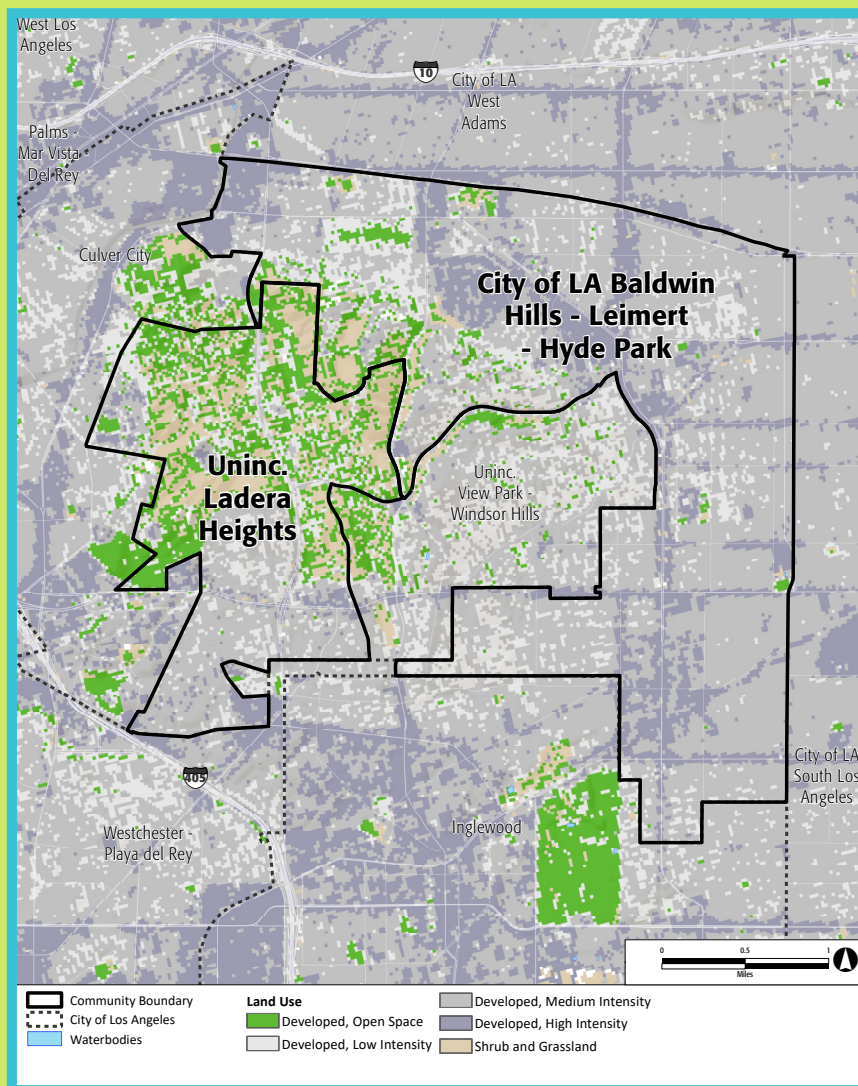 West Los
Angeles
10
City of LA
West
Adams
Palms -
Mar Vista -
Del Rey
Culver City
City of LA Baldwin
Hills - Leimert
- Hyde Park
Uninc.
Ladera
Heights
Uninc.
View Park -
Windsor Hills
City of LA
South Los
Angeles
405
Inglewood
Westchester -
Playa del Rey
0 0.5 1
Miles
Community Boundary
City of Los Angeles
Waterbodies
Land Use
Developed, Open Space
Developed, Low Intensity
Developed, Medium Intensity
Developed, High Intensity
Shrub and Grassland